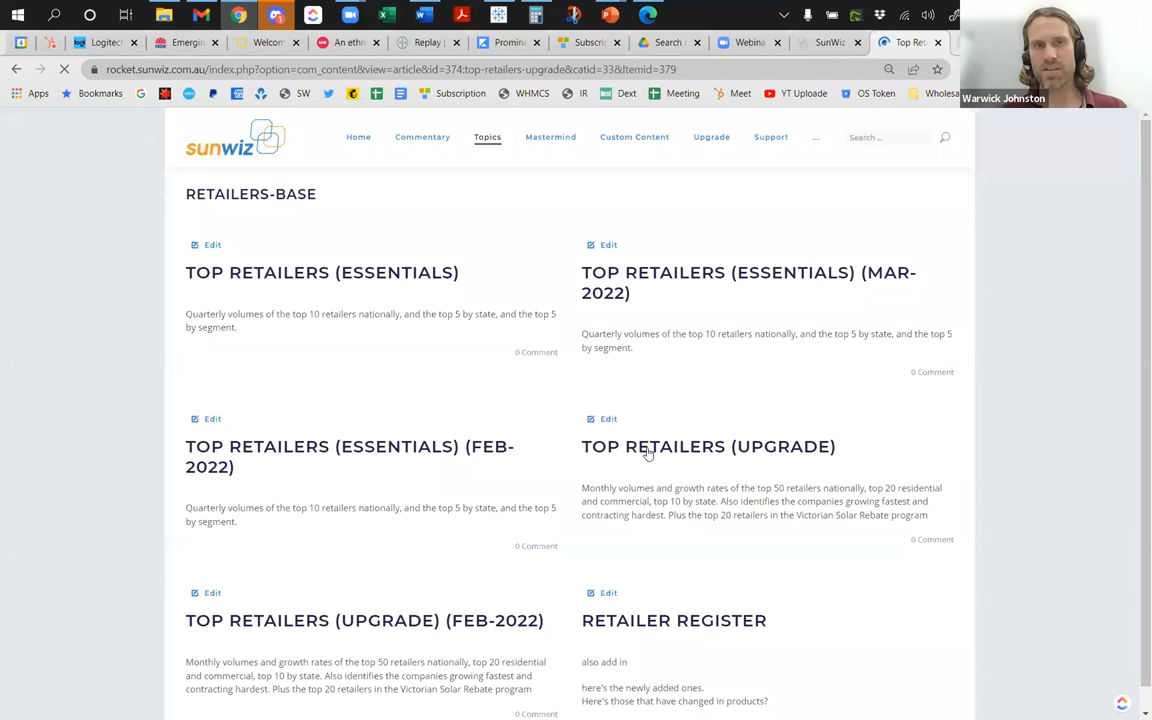 Logitech
Emergin
Welcom
An ethn
Replay |
Promine
Subscrip
Search r
Webina
SunWiz
Top Ret
rocket.sunwiz.com.au/index.php?option=com_content&view=article&id=374:top-retailers-upgrade&catid=33&Itemid=379
Apps
Bookmarks
SW
WHMCS
IR
Dext
Meeting
Meet
YT Uploade
OS Token
Wholesa
Subscription
Warwick Johnston
sunwiz
Home
Commentary
Topics
Mastermind
Custom Content
Upgrade
Support
...
Search ...
RETAILERS-BASE
Edit
TOP RETAILERS (ESSENTIALS)
Quarterly volumes of the top 10 retailers nationally, and the top 5 by state, and the top 5
by segment.
0 Comment
Edit
TOP RETAILERS (ESSENTIALS) (MAR-
2022)
Quarterly volumes of the top 10 retailers nationally, and the top 5 by state, and the top 5
by segment.
0 Comment
Edit
TOP RETAILERS (ESSENTIALS) (FEB-
2022)
Quarterly volumes of the top 10 retailers nationally, and the top 5 by state, and the top 5
by segment.
0 Comment
Edit
TOP RETAILERS (UPGRADE)
Monthly volumes and growth rates of the top 50 retailers nationally, top 20 residential
and commercial, top 10 by state. Also identifies the companies growing fastest and
contracting hardest. Plus the top 20 retailers in the Victorian Solar Rebate program
0 Comment
Edit
TOP RETAILERS (UPGRADE) (FEB-2022)
Monthly volumes and growth rates of the top 50 retailers nationally, top 20 residential
and commercial, top 10 by state. Also identifies the companies growing fastest and
contracting hardest. Plus the top 20 retailers in the Victorian Solar Rebate program
0 Comment
Edit
RETAILER REGISTER
also add in
here's the newly added ones.
Here's those that have changed in products?